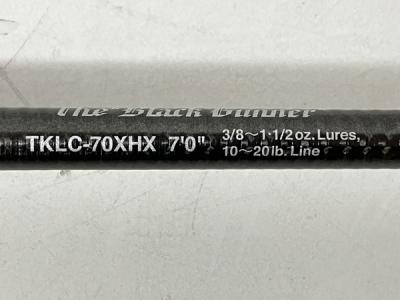 The Black Gunner
TKLC-70XHX 7'0" 3/8~1 1/2oz. Lures,
10~20lb. Line